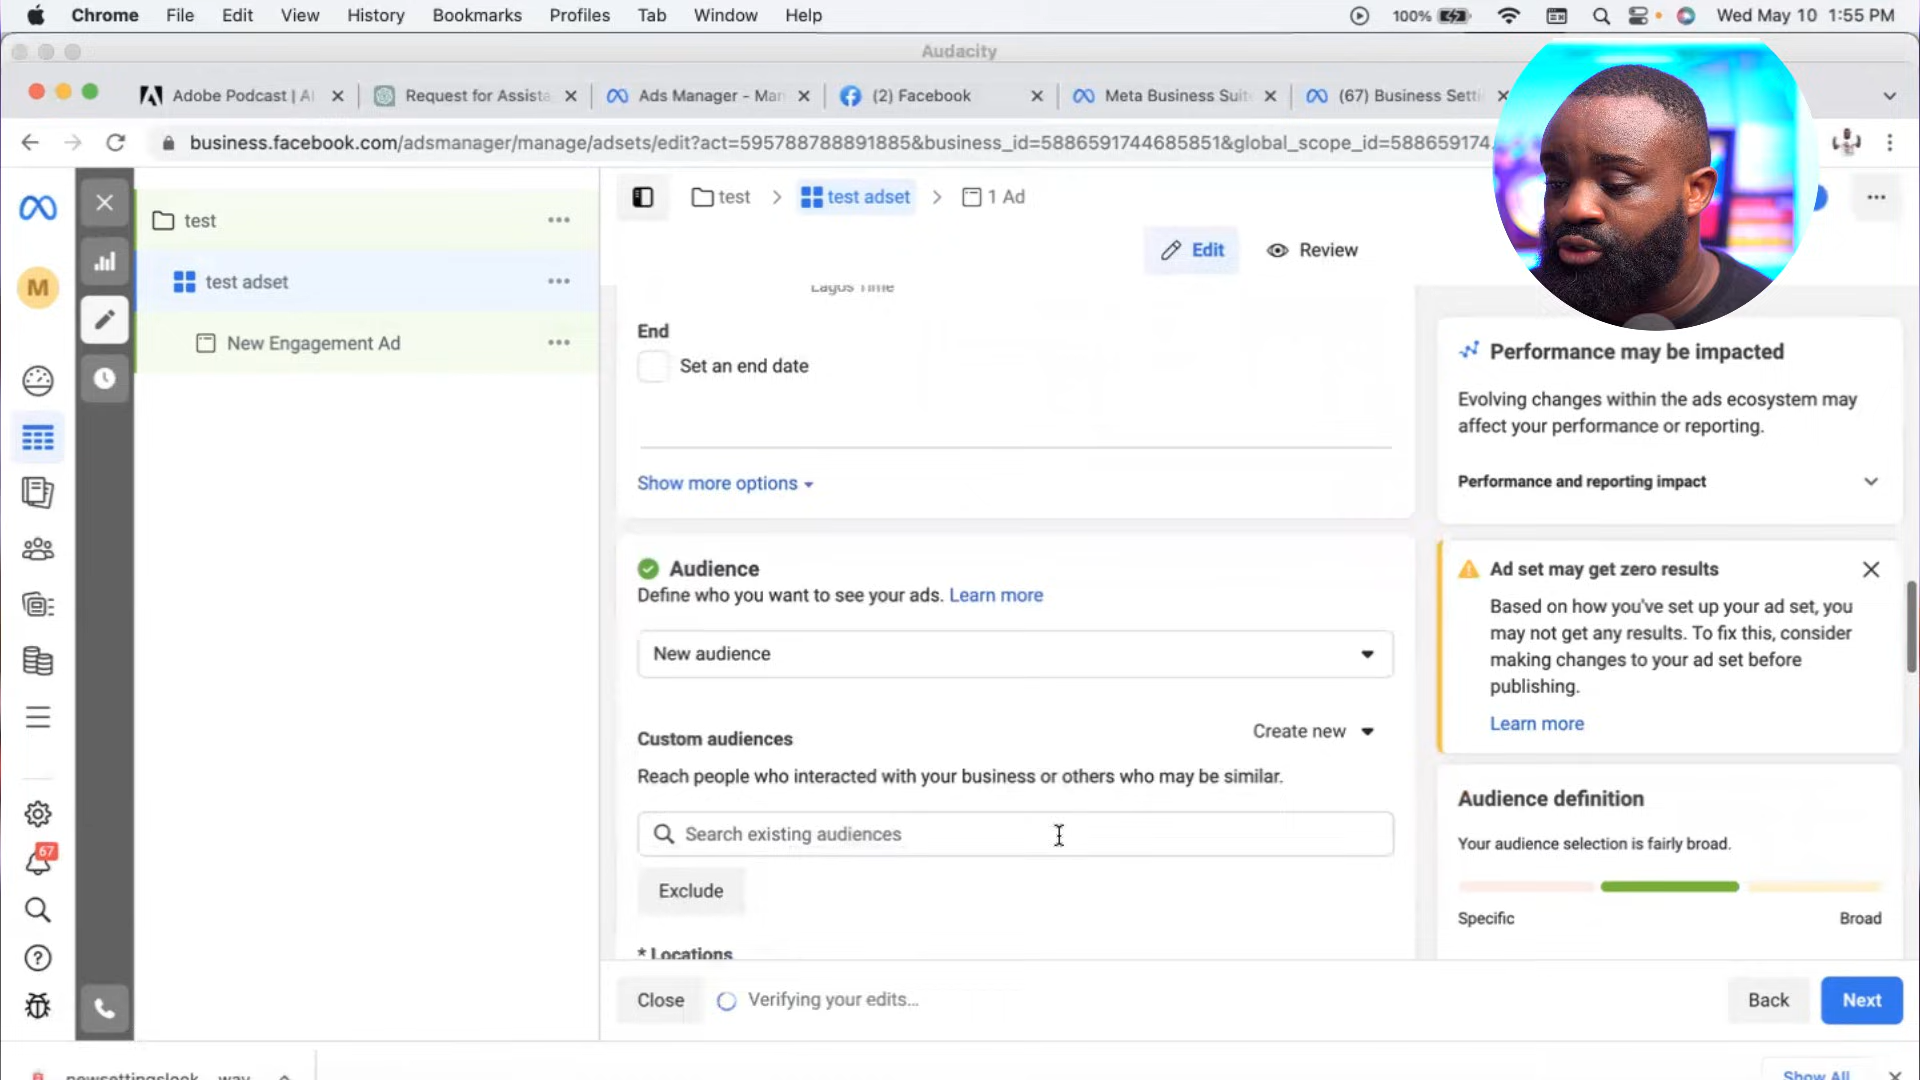 Chrome File Edit View History Bookmarks Profiles Tab Window Help 100% Wed May 10 1:55 PM
Audacity
Adobe Podcast | AI Request for Assista Ads Manager - Man (2) Facebook Meta Business Suit (67) Business Setti
business.facebook.com/adsmanager/manage/adsets/edit?act=595788788891885&business_id=5886591744685851&global_scope_id=588659174
test
test adset
New Engagement Ad
M
67
test > test adset > 1 Ad
Edit Review
Lagos Time
End
Set an end date
Show more options
Audience
Define who you want to see your ads. Learn more
New audience
Custom audiences Create new
Reach people who interacted with your business or others who may be similar.
Search existing audiences
Exclude
* Locations
Close Verifying your edits... Back Next
Performance may be impacted
Evolving changes within the ads ecosystem may
affect your performance or reporting.
Performance and reporting impact
Ad set may get zero results
Based on how you've set up your ad set, you
may not get any results. To fix this, consider
making changes to your ad set before
publishing.
Learn more
Audience definition
Your audience selection is fairly broad.
Specific Broad
newsettingslook....wav Show All